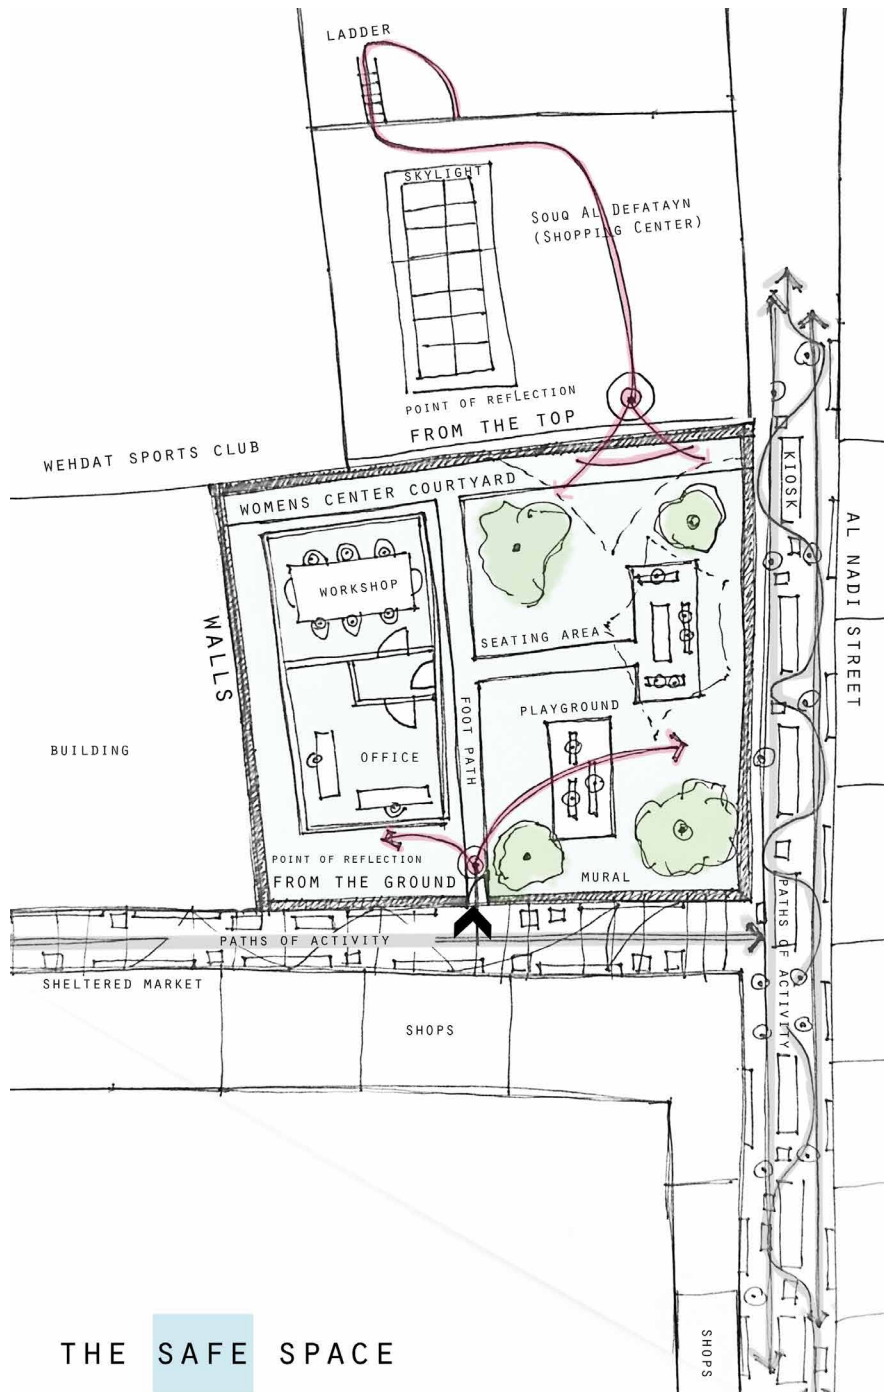 LADDER
SKYLIGHT
SOUQ AL DEFATAYN
(SHOPPING CENTER)
POINT OF REFLECTION
FROM THE TOP
WEHDAT SPORTS CLUB
WOMENS CENTER COURTYARD
KIOSK
AL NADI STREET
WORKSHOP
WALLS
SEATING AREA
FOOT PATH
PLAYGROUND
BUILDING
OFFICE
POINT OF REFLECTION
FROM THE GROUND
MURAL
PATHS OF ACTIVITY
PATHS OF ACTIVITY
SHELTERED MARKET
SHOPS
SHOPS
THE SAFE SPACE